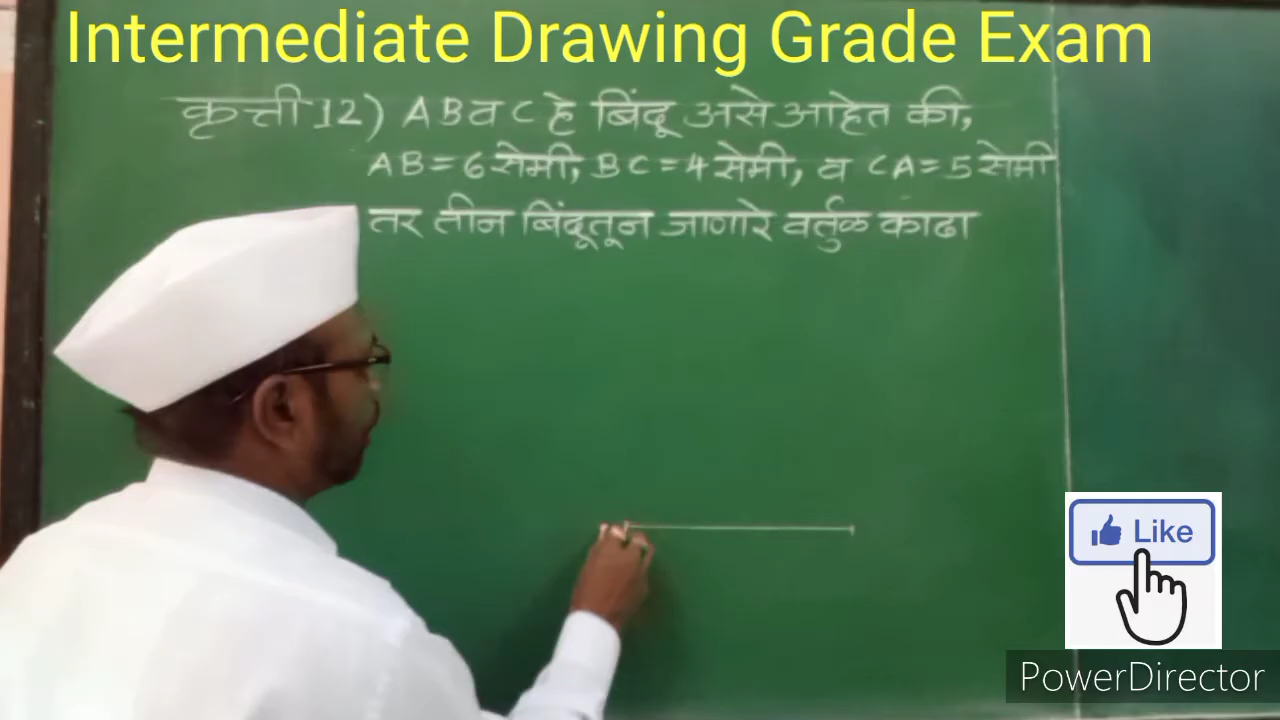 Intermediate Drawing Grade Exam
कृत्ती 12) A B व C हे बिंदू असे आहेत की,
AB = 6 सेमी, BC = 4 सेमी, व CA = 5 सेमी
तर तीन बिंदूतून जाणारे वर्तुळ काढा
Like
PowerDirector